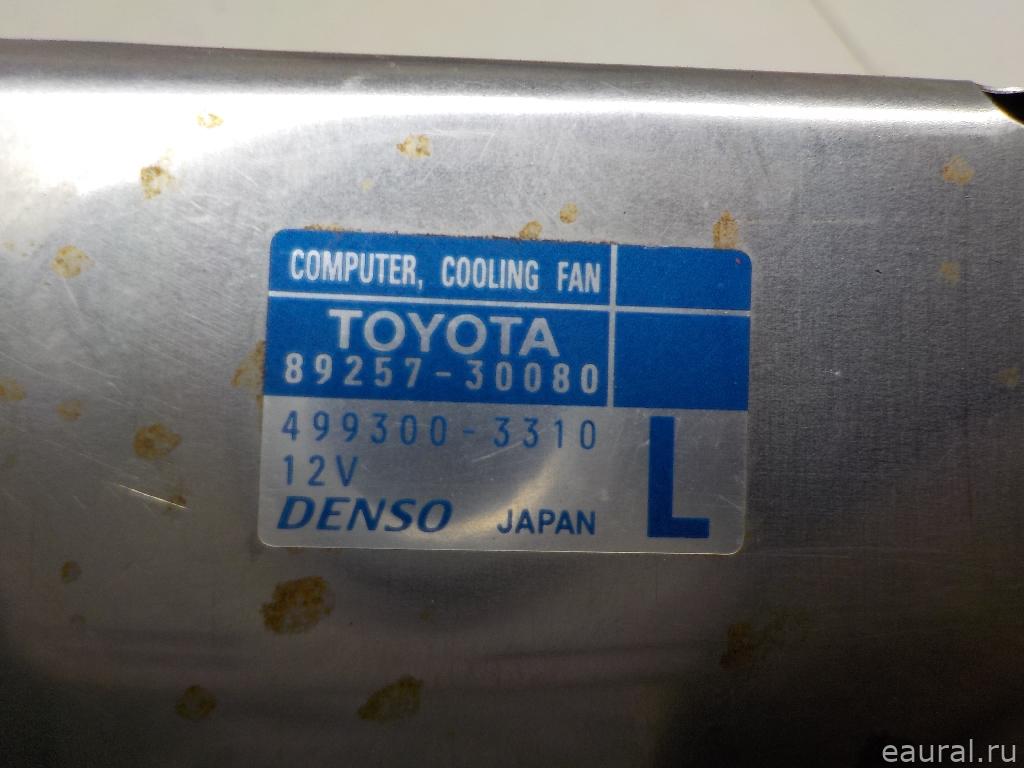 COMPUTER, COOLING FAN
TOYOTA
89257-30080
499300-3310
12V
L
DENSO JAPAN
eaural.ru